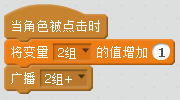 当角色被点击时
将变量 2组 的值增加 1
广播 2组+